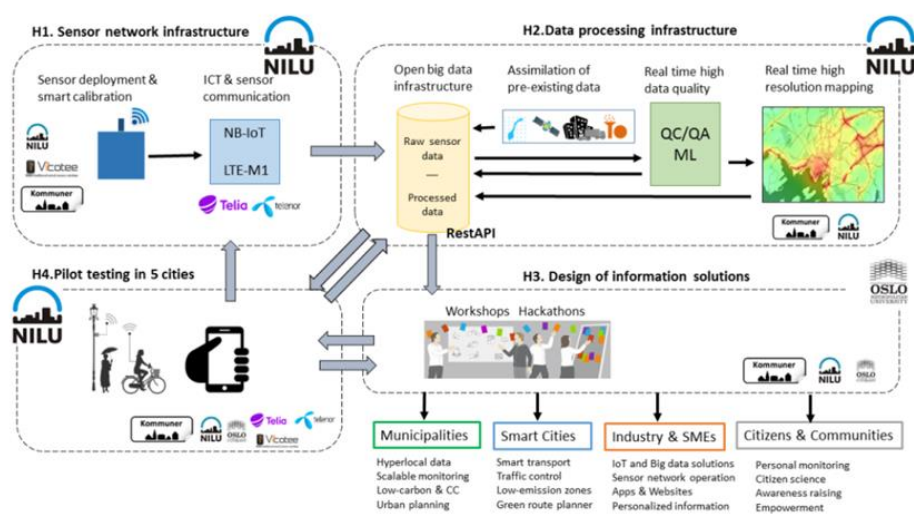 H1. Sensor network infrastructure
NILU
Sensor deployment &
smart calibration
ICT & sensor
communication
NB-IoT
LTE-M1
NILU
Vicotee
Kommuner
Telia
telenor
H2.Data processing infrastructure
NILU
Open big data
infrastructure
Assimilation of
pre-existing data
Real time high
data quality
Real time high
resolution mapping
Raw sensor
data
Processed
data
QC/QA
ML
RestAPI
Kommuner
NILU
H4.Pilot testing in 5 cities
NILU
Kommuner
NILU
OSLO
Telia
telenor
Vicotee
H3. Design of information solutions
OSLO
METROPOLITAN
UNIVERSITY
Workshops Hackathons
Kommuner
NILU
OSLO
Municipalities
Hyperlocal data
Scalable monitoring
Low-carbon & CC
Urban planning
Smart Cities
Smart transport
Traffic control
Low-emission zones
Green route planner
Industry & SMEs
IoT and Big data solutions
Sensor network operation
Apps & Websites
Personalized information
Citizens & Communities
Personal monitoring
Citizen science
Awareness raising
Empowerment